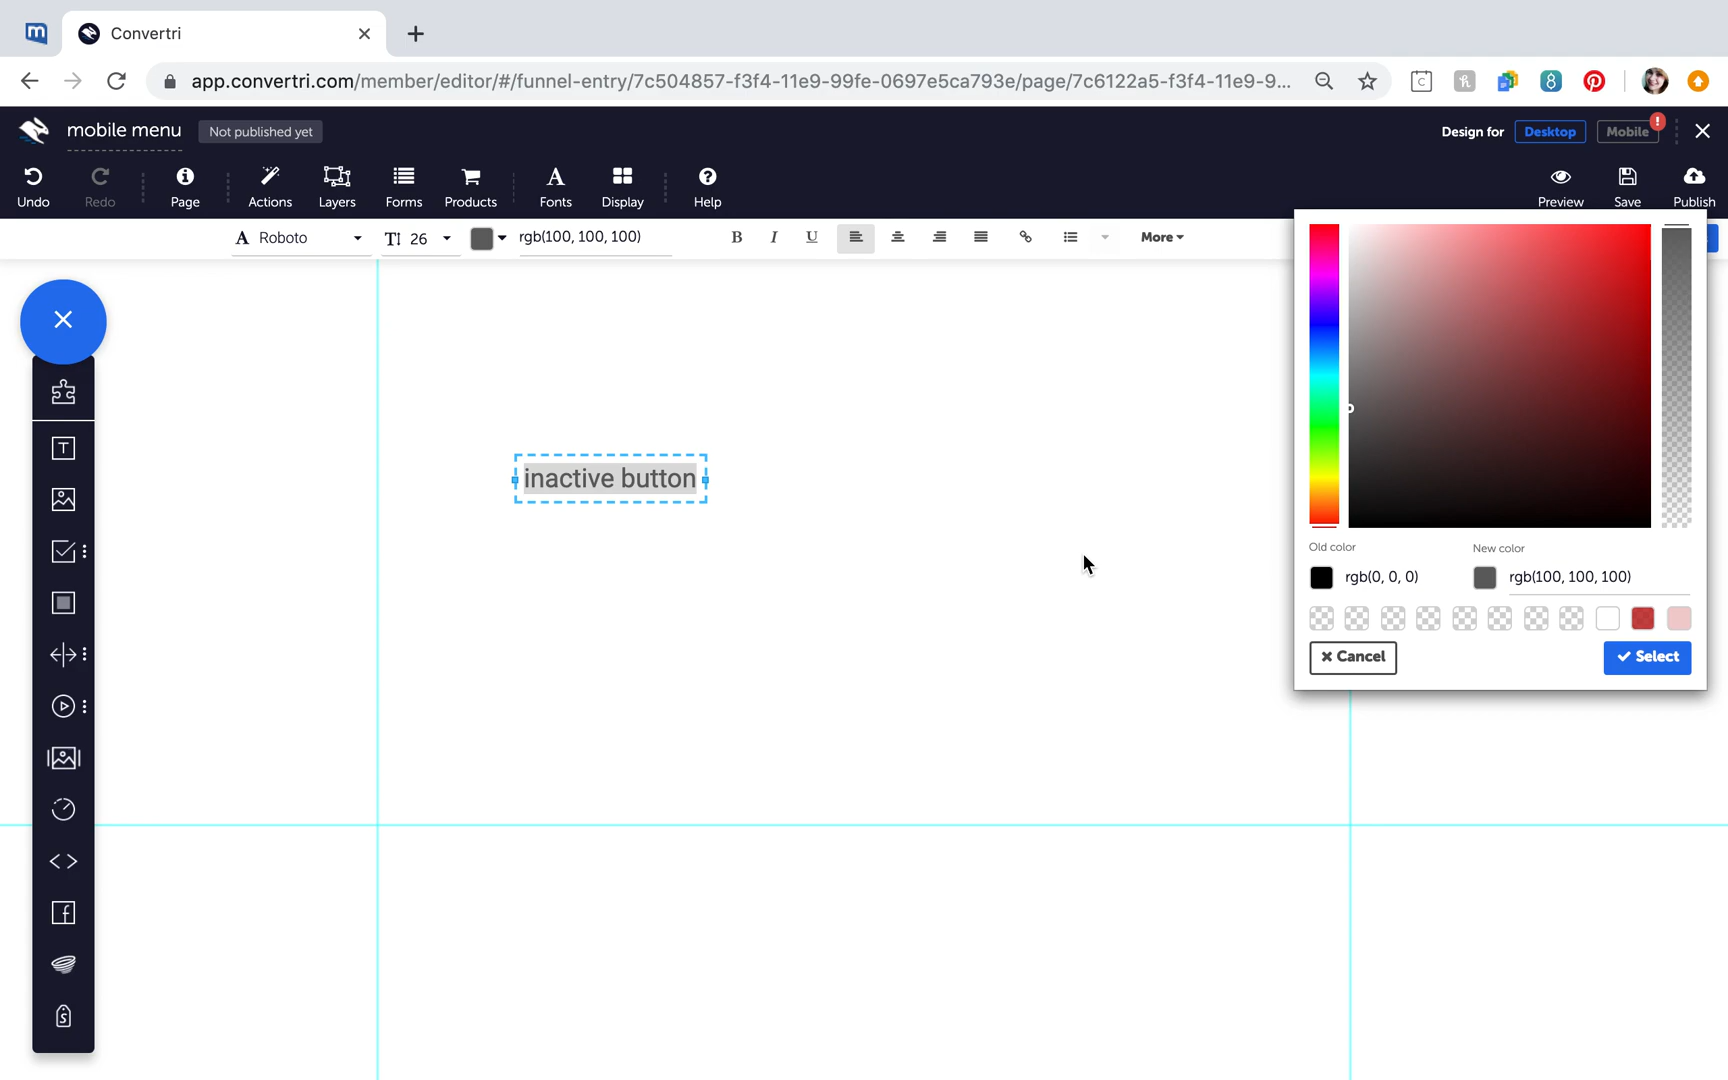 Convertri
app.convertri.com/member/editor/#/funnel-entry/7c504857-f3f4-11e9-99fe-0697e5ca793e/page/7c6122a5-f3f4-11e9-9...
mobile menu
Not published yet
Design for
Desktop
Mobile
!
Undo
Redo
Page
Actions
Layers
Forms
Products
Fonts
Display
Help
Preview
Save
Publish
Roboto
26
rgb(100, 100, 100)
B
I
U
More
inactive button
Old color
New color
rgb(0, 0, 0)
rgb(100, 100, 100)
Cancel
Select